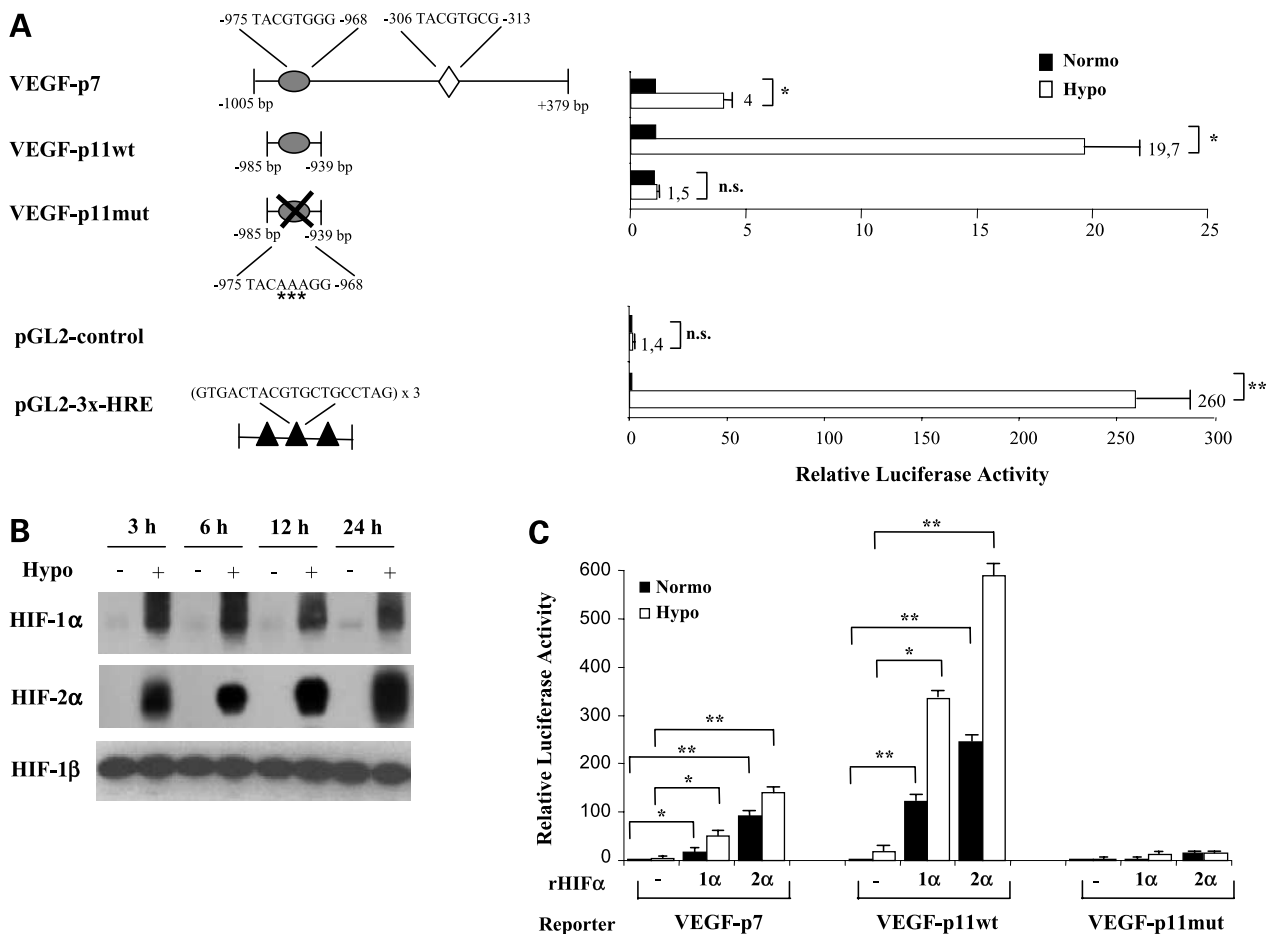 A
-975 TACGTGGG -968
-306 TACGTGCG -313
VEGF-p7
-1005 bp
+379 bp
VEGF-p11wt
-985 bp
-939 bp
VEGF-p11mut
-985 bp
-939 bp
-975 TACAAAGG -968
***
Normo
Hypo
4
*
19,7
*
1,5
n.s.
0 5 10 15 20 25
pGL2-control
1,4
n.s.
pGL2-3x-HRE
(GTGACTACGTGCTGCCTAG) x 3
260
**
0 50 100 150 200 250 300
Relative Luciferase Activity
B
3 h 6 h 12 h 24 h
Hypo - + - + - + - +
HIF-1α
HIF-2α
HIF-1β
C
Relative Luciferase Activity
600
500
400
300
200
100
0
Normo
Hypo
*
*
**
**
**
*
**
**
rHIFα - 1α 2α - 1α 2α - 1α 2α
Reporter VEGF-p7 VEGF-p11wt VEGF-p11mut